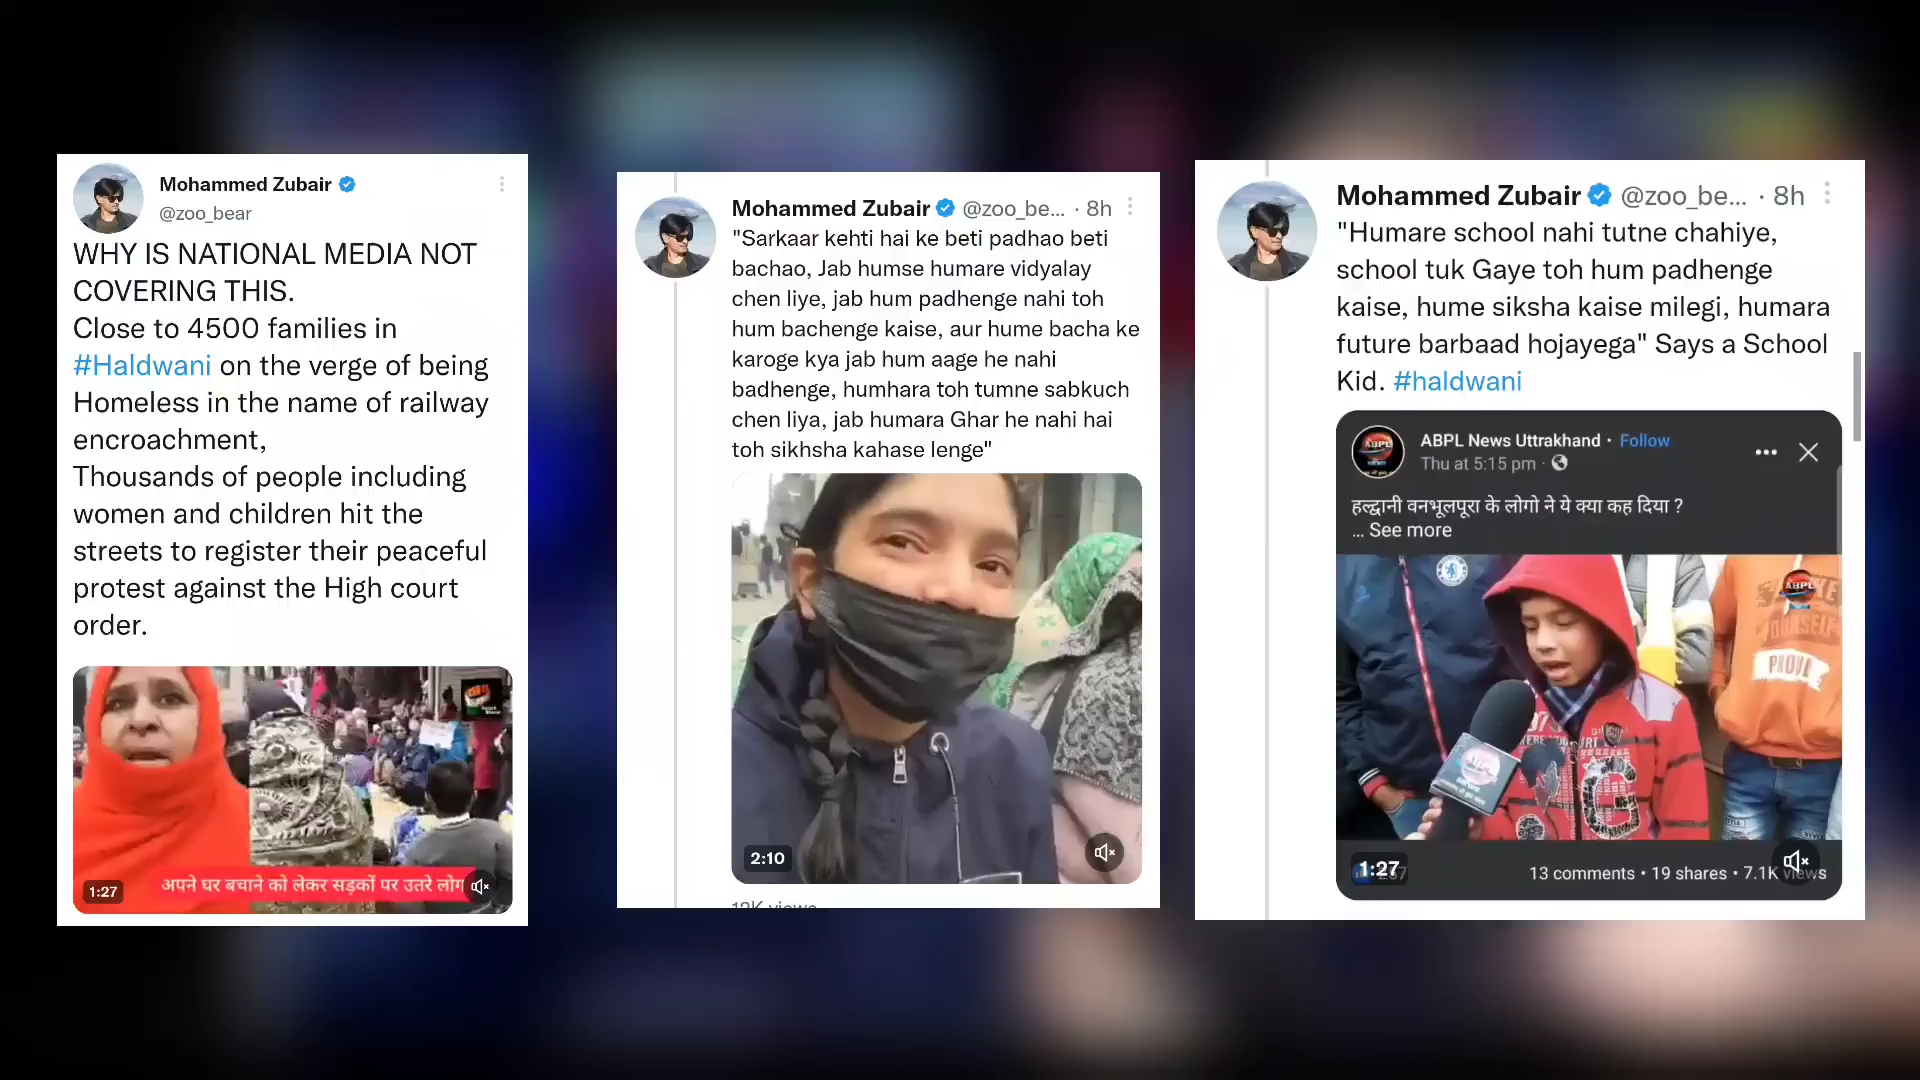 Mohammed Zubair
@zoo_bear
WHY IS NATIONAL MEDIA NOT
COVERING THIS.
Close to 4500 families in
#Haldwani on the verge of being
Homeless in the name of railway
encroachment,
Thousands of people including
women and children hit the
streets to register their peaceful
protest against the High court
order.
अपने घर बचाने को लेकर सड़कों पर उतरे लोग
1:27
Mohammed Zubair @zoo_be... · 8h
"Sarkaar kehti hai ke beti padhao beti
bachao, Jab humse humare vidyalay
chen liye, jab hum padhenge nahi toh
hum bachenge kaise, aur hume bacha ke
karoge kya jab hum aage he nahi
badhenge, humhara toh tumne sabkuch
chen liya, jab humara Ghar he nahi hai
toh sikhsha kahase lenge"
2:10
Mohammed Zubair @zoo_be... · 8h
"Humare school nahi tutne chahiye,
school tuk Gaye toh hum padhenge
kaise, hume siksha kaise milegi, humara
future barbaad hojayega" Says a School
Kid. #haldwani
ABPL News Uttrakhand · Follow
Thu at 5:15 pm ·
हल्द्वानी वनभूलपूरा के लोगो ने ये क्या कह दिया ?
... See more
ABPL
YOURSELF
PROVE
ABPL
1:27
13 comments • 19 shares • 7.1K views